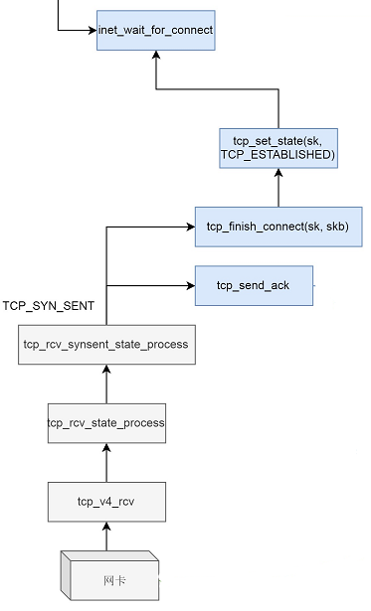 inet_wait_for_connect
tcp_set_state(sk,
TCP_ESTABLISHED)
tcp_finish_connect(sk, skb)
tcp_send_ack
TCP_SYN_SENT
tcp_rcv_synsent_state_process
tcp_rcv_state_process
tcp_v4_rcv
网卡